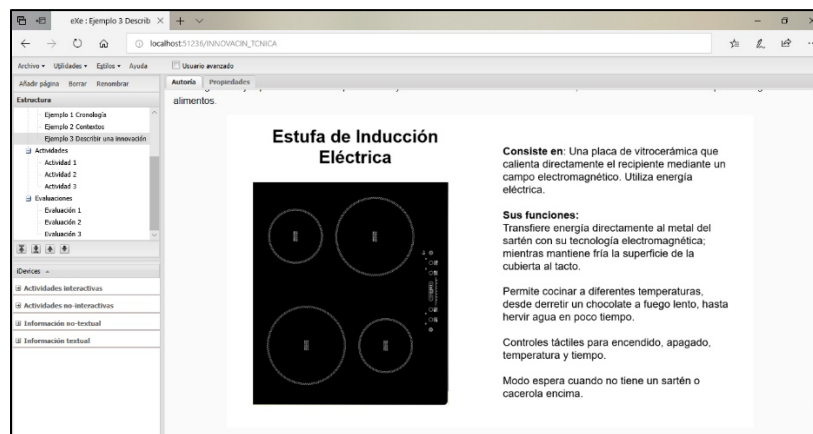 eXe : Ejemplo 3 Describ
localhost:51236/INNOVACIN_TCNICA
Archivo Utilidades Estilos Ayuda
Usuario avanzado
Añadir página Borrar Renombrar
Autoría Propiedades
Estructura
alimentos.
Ejemplo 1 Cronología
Ejemplo 2 Contextos
Ejemplo 3 Describir una innovación
Actividades
Actividad 1
Actividad 2
Actividad 3
Evaluaciones
Evaluación 1
Evaluación 2
Evaluación 3
iDevices
Actividades interactivas
Actividades no-interactivas
Información no-textual
Información textual
Estufa de Inducción
Eléctrica
Consiste en: Una placa de vitrocerámica que
calienta directamente el recipiente mediante un
campo electromagnético. Utiliza energía
eléctrica.
Sus funciones:
Transfiere energía directamente al metal del
sartén con su tecnología electromagnética;
mientras mantiene fría la superficie de la
cubierta al tacto.
Permite cocinar a diferentes temperaturas,
desde derretir un chocolate a fuego lento, hasta
hervir agua en poco tiempo.
Controles táctiles para encendido, apagado,
temperatura y tiempo.
Modo espera cuando no tiene un sartén o
cacerola encima.